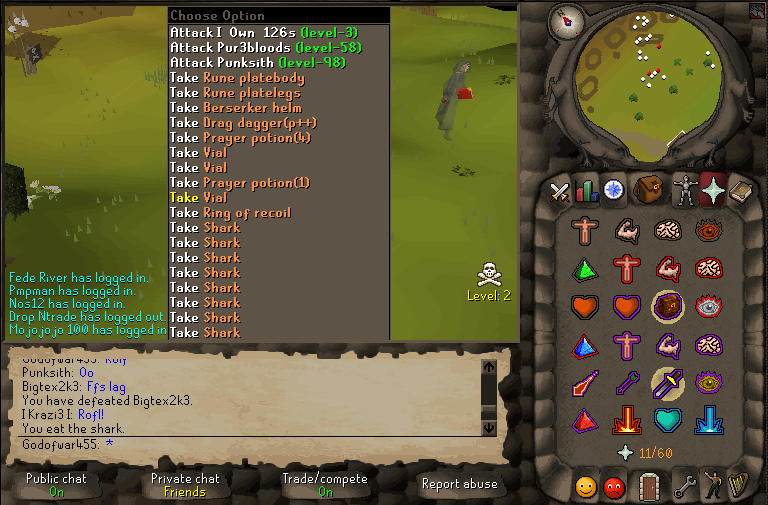 Choose Option
Attack I Own 126s (level-3)
Attack Pur3bloods (level-58)
Attack Punksith (level-98)
Take Rune platebody
Take Rune platelegs
Take Berserker helm
Take Drag dagger(p++)
Take Prayer potion(4)
Take Vial
Take Vial
Take Prayer potion(1)
Take Vial
Take Ring of recoil
Take Shark
Take Shark
Take Shark
Take Shark
Take Shark
Take Shark
Take Shark
Take Shark
Level: 2
Fede River has logged in.
Pmpman has logged in.
Nos12 has logged in.
Drop Ntrade has logged out.
Mo jo jo jo 100 has logged in
Godofwar455: Rofl
Punksith: Oo
Bigtex2k3: Ffs lag
You have defeated Bigtex2k3.
I Krazi3 I: Rofl!
You eat the shark.
Godofwar455: *
11/60
Public chat
On
Private chat
Friends
Trade/compete
On
Report abuse